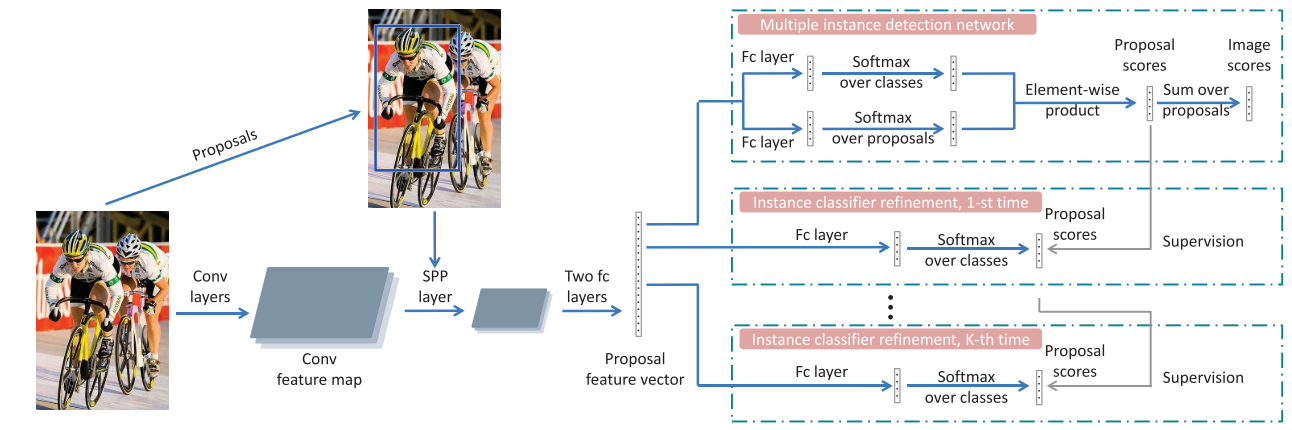 Proposals
Conv
layers
Conv
feature map
SPP
layer
Two fc
layers
Proposal
feature vector
Multiple instance detection network
Fc layer
Softmax
over classes
Fc layer
Softmax
over proposals
Element-wise
product
Proposal
scores
Sum over
proposals
Image
scores
Instance classifier refinement, 1-st time
Fc layer
Softmax
over classes
Proposal
scores
Supervision
Instance classifier refinement, K-th time
Fc layer
Softmax
over classes
Proposal
scores
Supervision